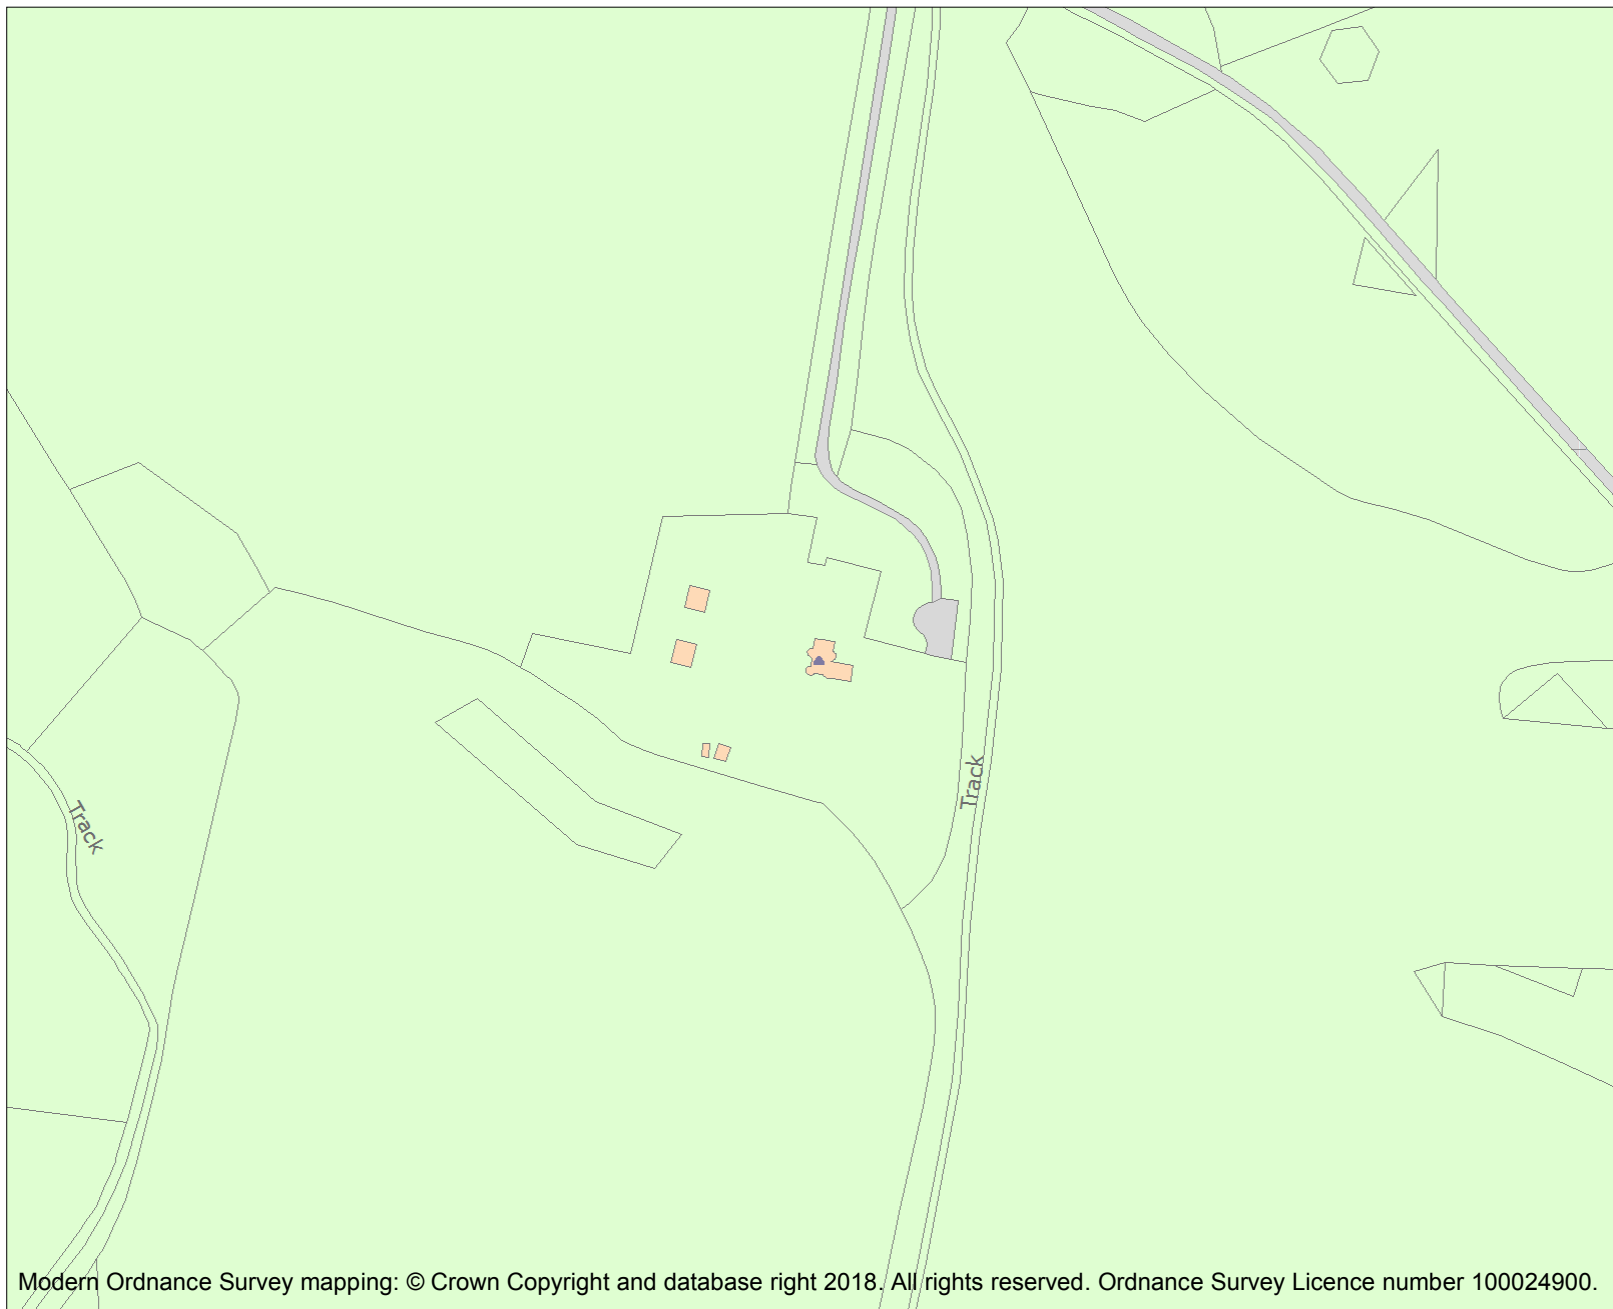 Track
Track
Modern Ordnance Survey mapping: © Crown Copyright and database right 2018. All rights reserved. Ordnance Survey Licence number 100024900.